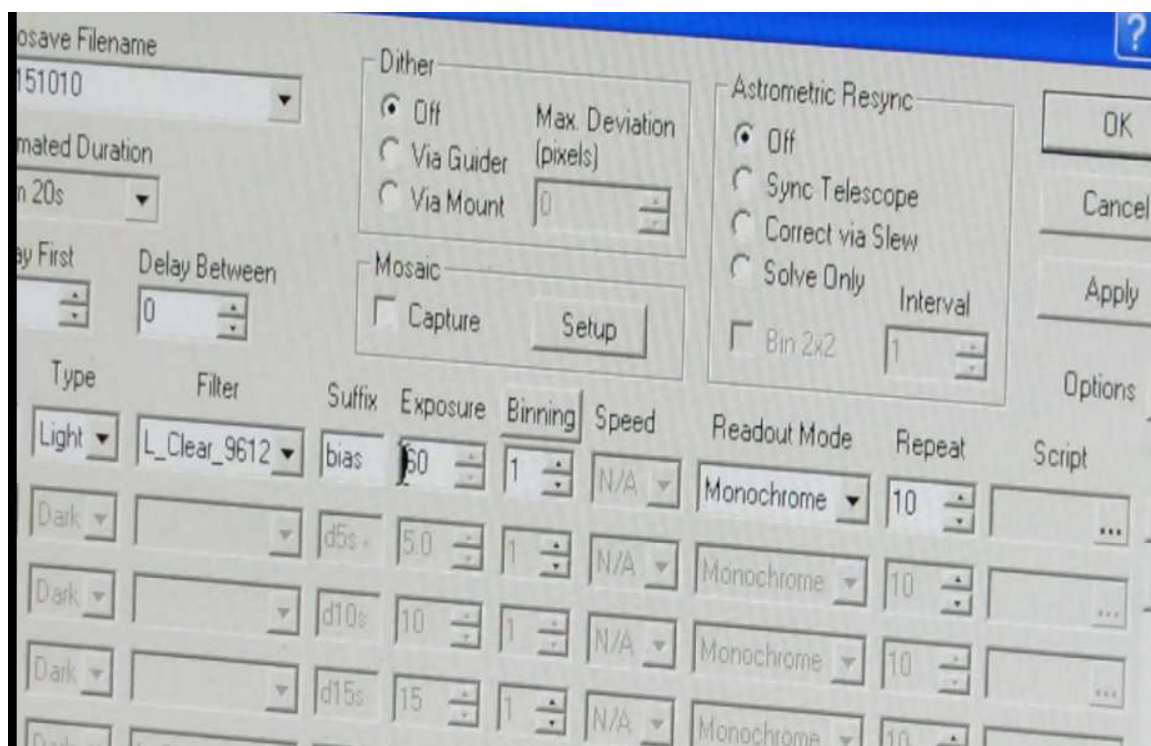 osave Filename
151010
mated Duration
n 20s
ay First Delay Between
0
Dither
Off
Via Guider
Via Mount
Max. Deviation
(pixels)
0
Mosaic
Capture Setup
Astrometric Resync
Off
Sync Telescope
Correct via Slew
Solve Only
Interval
Bin 2x2 1
?
OK
Cancel
Apply
Options
Type Filter Suffix Exposure Binning Speed Readout Mode Repeat Script
Light L_Clear_9612 bias 60 1 N/A Monochrome 10 ...
Dark d5s 5.0 1 N/A Monochrome 10 ...
Dark d10s 10 1 N/A Monochrome 10 ...
Dark d15s 15 1 N/A Monochrome 10 ...
Monochrome 10